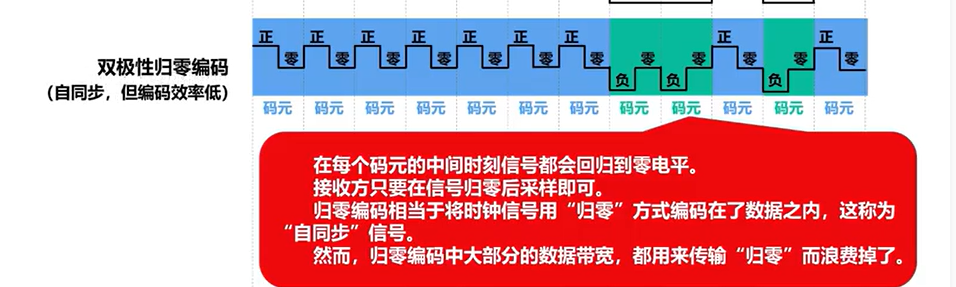 正 正 正 正 正 正 正 正 正
双极性归零编码 零 零 零 零 零 零 零 零 零 零 零 零
(自同步，但编码效率低) 负 负 负
码元 码元 码元 码元 码元 码元 码元 码元 码元 码元 码元 码元
在每个码元的中间时刻信号都会回归到零电平。
接收方只要在信号归零后采样即可。
归零编码相当于将时钟信号用“归零”方式编码在了数据之内，这称为
“自同步”信号。
然而，归零编码中大部分的数据带宽，都用来传输“归零”而浪费掉了。